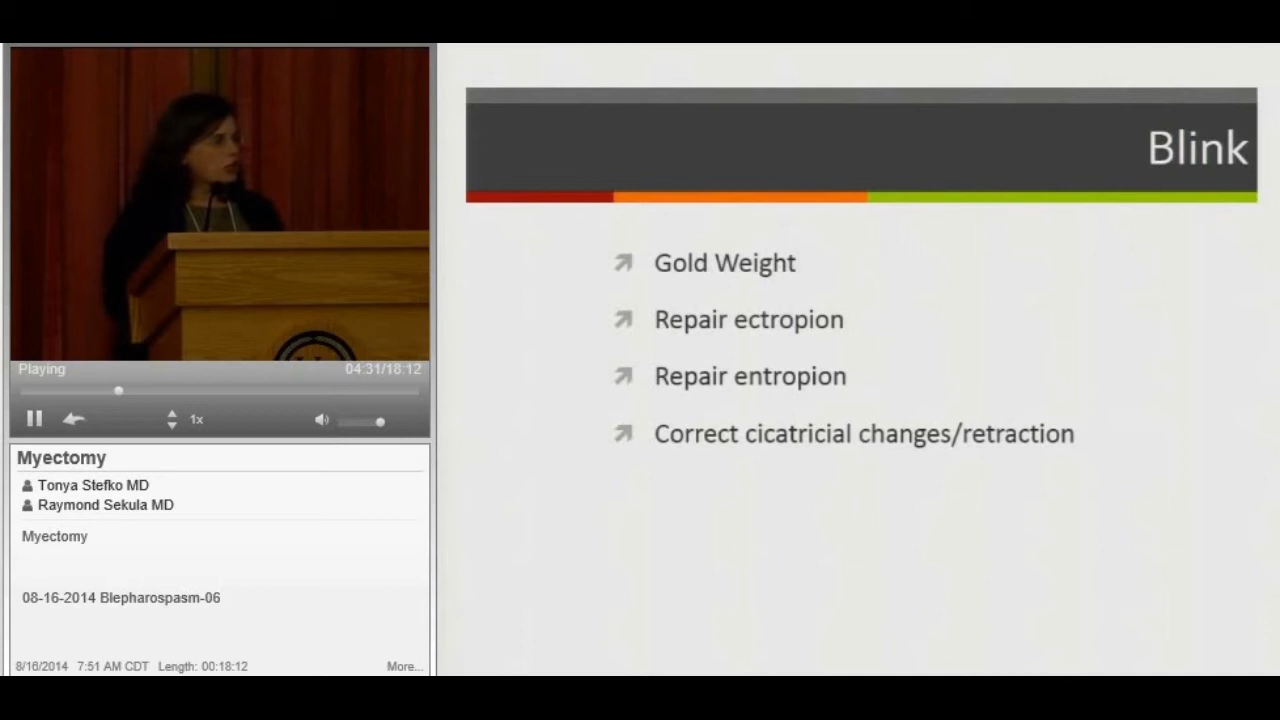 Blink
Gold Weight
Repair ectropion
Repair entropion
Correct cicatricial changes/retraction
Playing
04:31/18:12
1x
Myectomy
Tonya Stefko MD
Raymond Sekula MD
Myectomy
08-16-2014 Blepharospasm-06
8/16/2014 7:51 AM CDT Length: 00:18:12 More...